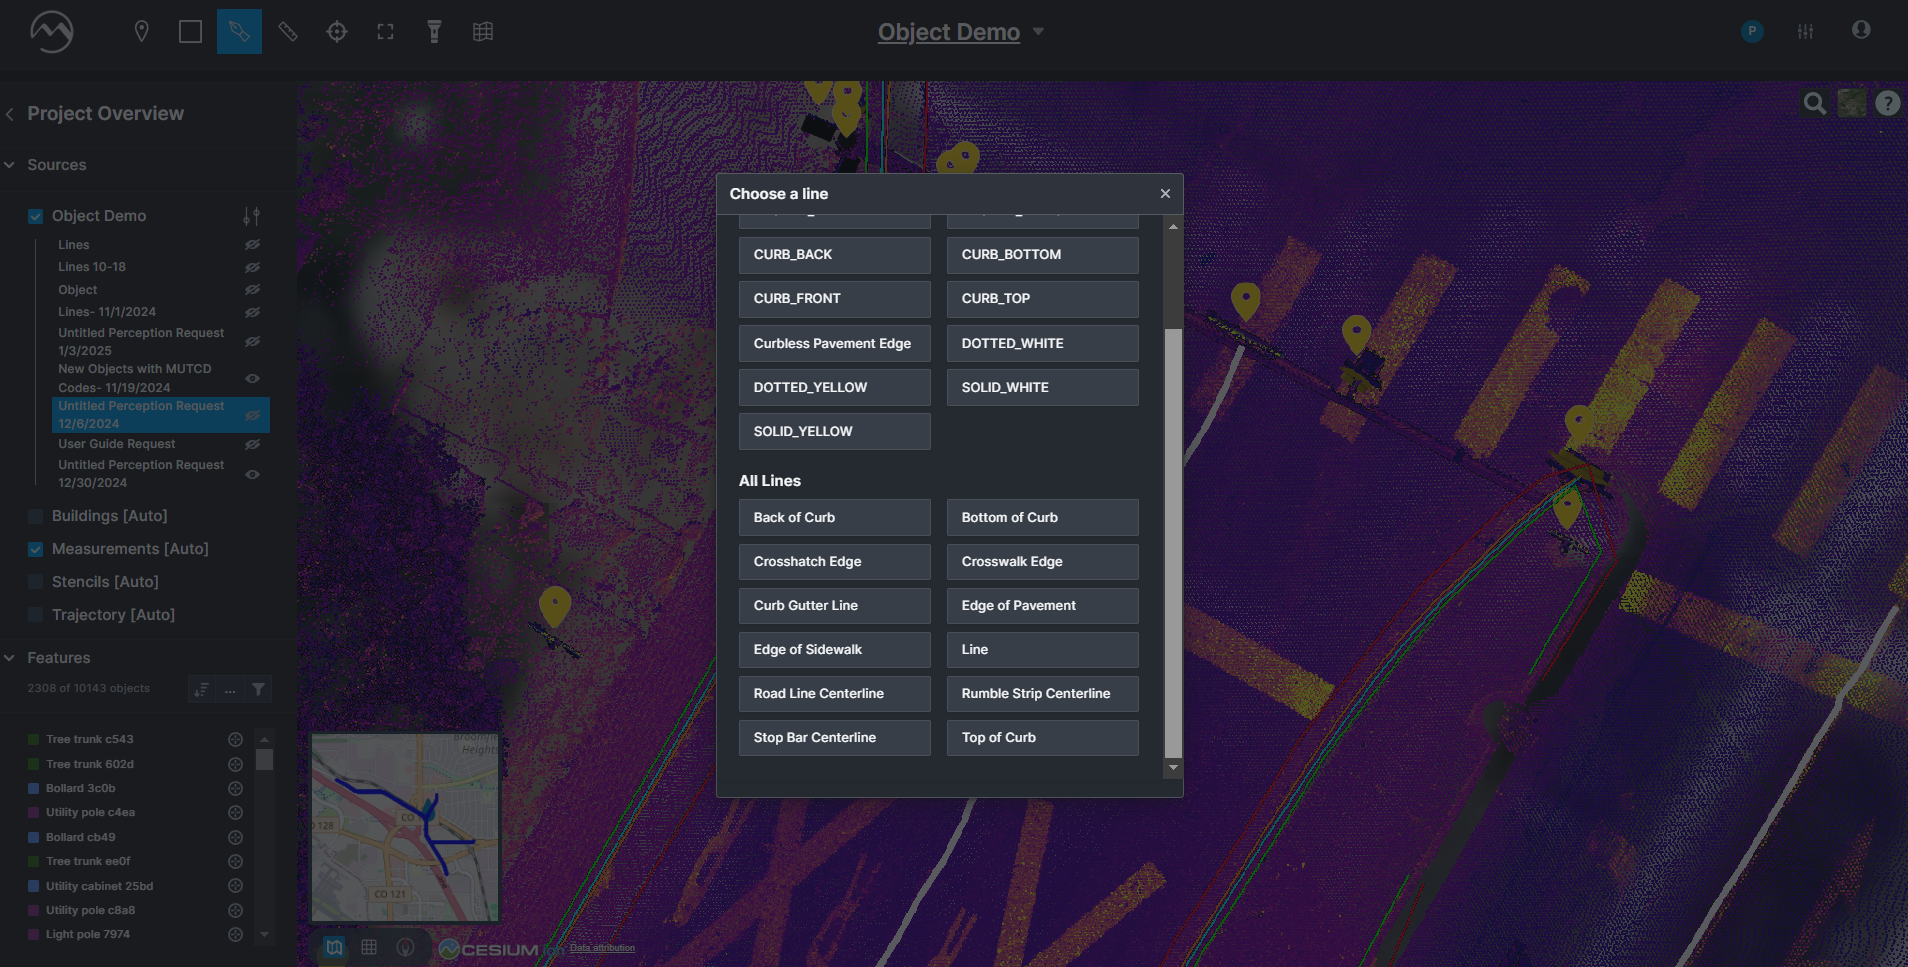 Object Demo
P
Project Overview
?
Sources
Object Demo
Lines
Lines 10-18
Object
Lines- 11/1/2024
Untitled Perception Request
1/3/2025
New Objects with MUTCD
Codes- 11/19/2024
Untitled Perception Request
12/6/2024
User Guide Request
Untitled Perception Request
12/30/2024
Buildings [Auto]
Measurements [Auto]
Stencils [Auto]
Trajectory [Auto]
Features
2308 of 10143 objects
...
Tree trunk c543
Tree trunk 602d
Bollard 3c0b
Utility pole c4ea
Bollard cb49
Tree trunk ee0f
Utility cabinet 25bd
Utility pole c8a8
Light pole 7974
Choose a line
CURB_BACK
CURB_BOTTOM
CURB_FRONT
CURB_TOP
Curbless Pavement Edge
DOTTED_WHITE
DOTTED_YELLOW
SOLID_WHITE
SOLID_YELLOW
All Lines
Back of Curb
Bottom of Curb
Crosshatch Edge
Crosswalk Edge
Curb Gutter Line
Edge of Pavement
Edge of Sidewalk
Line
Road Line Centerline
Rumble Strip Centerline
Stop Bar Centerline
Top of Curb
Heights
CO
128
CO 121
CESIUM ion
Data attribution